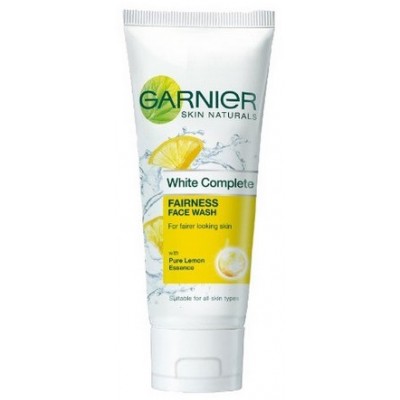 GARNIER
SKIN NATURALS
White Complete
FAIRNESS
FACE WASH
For fairer looking skin
with
Pure Lemon
Essence
Suitable for all skin types